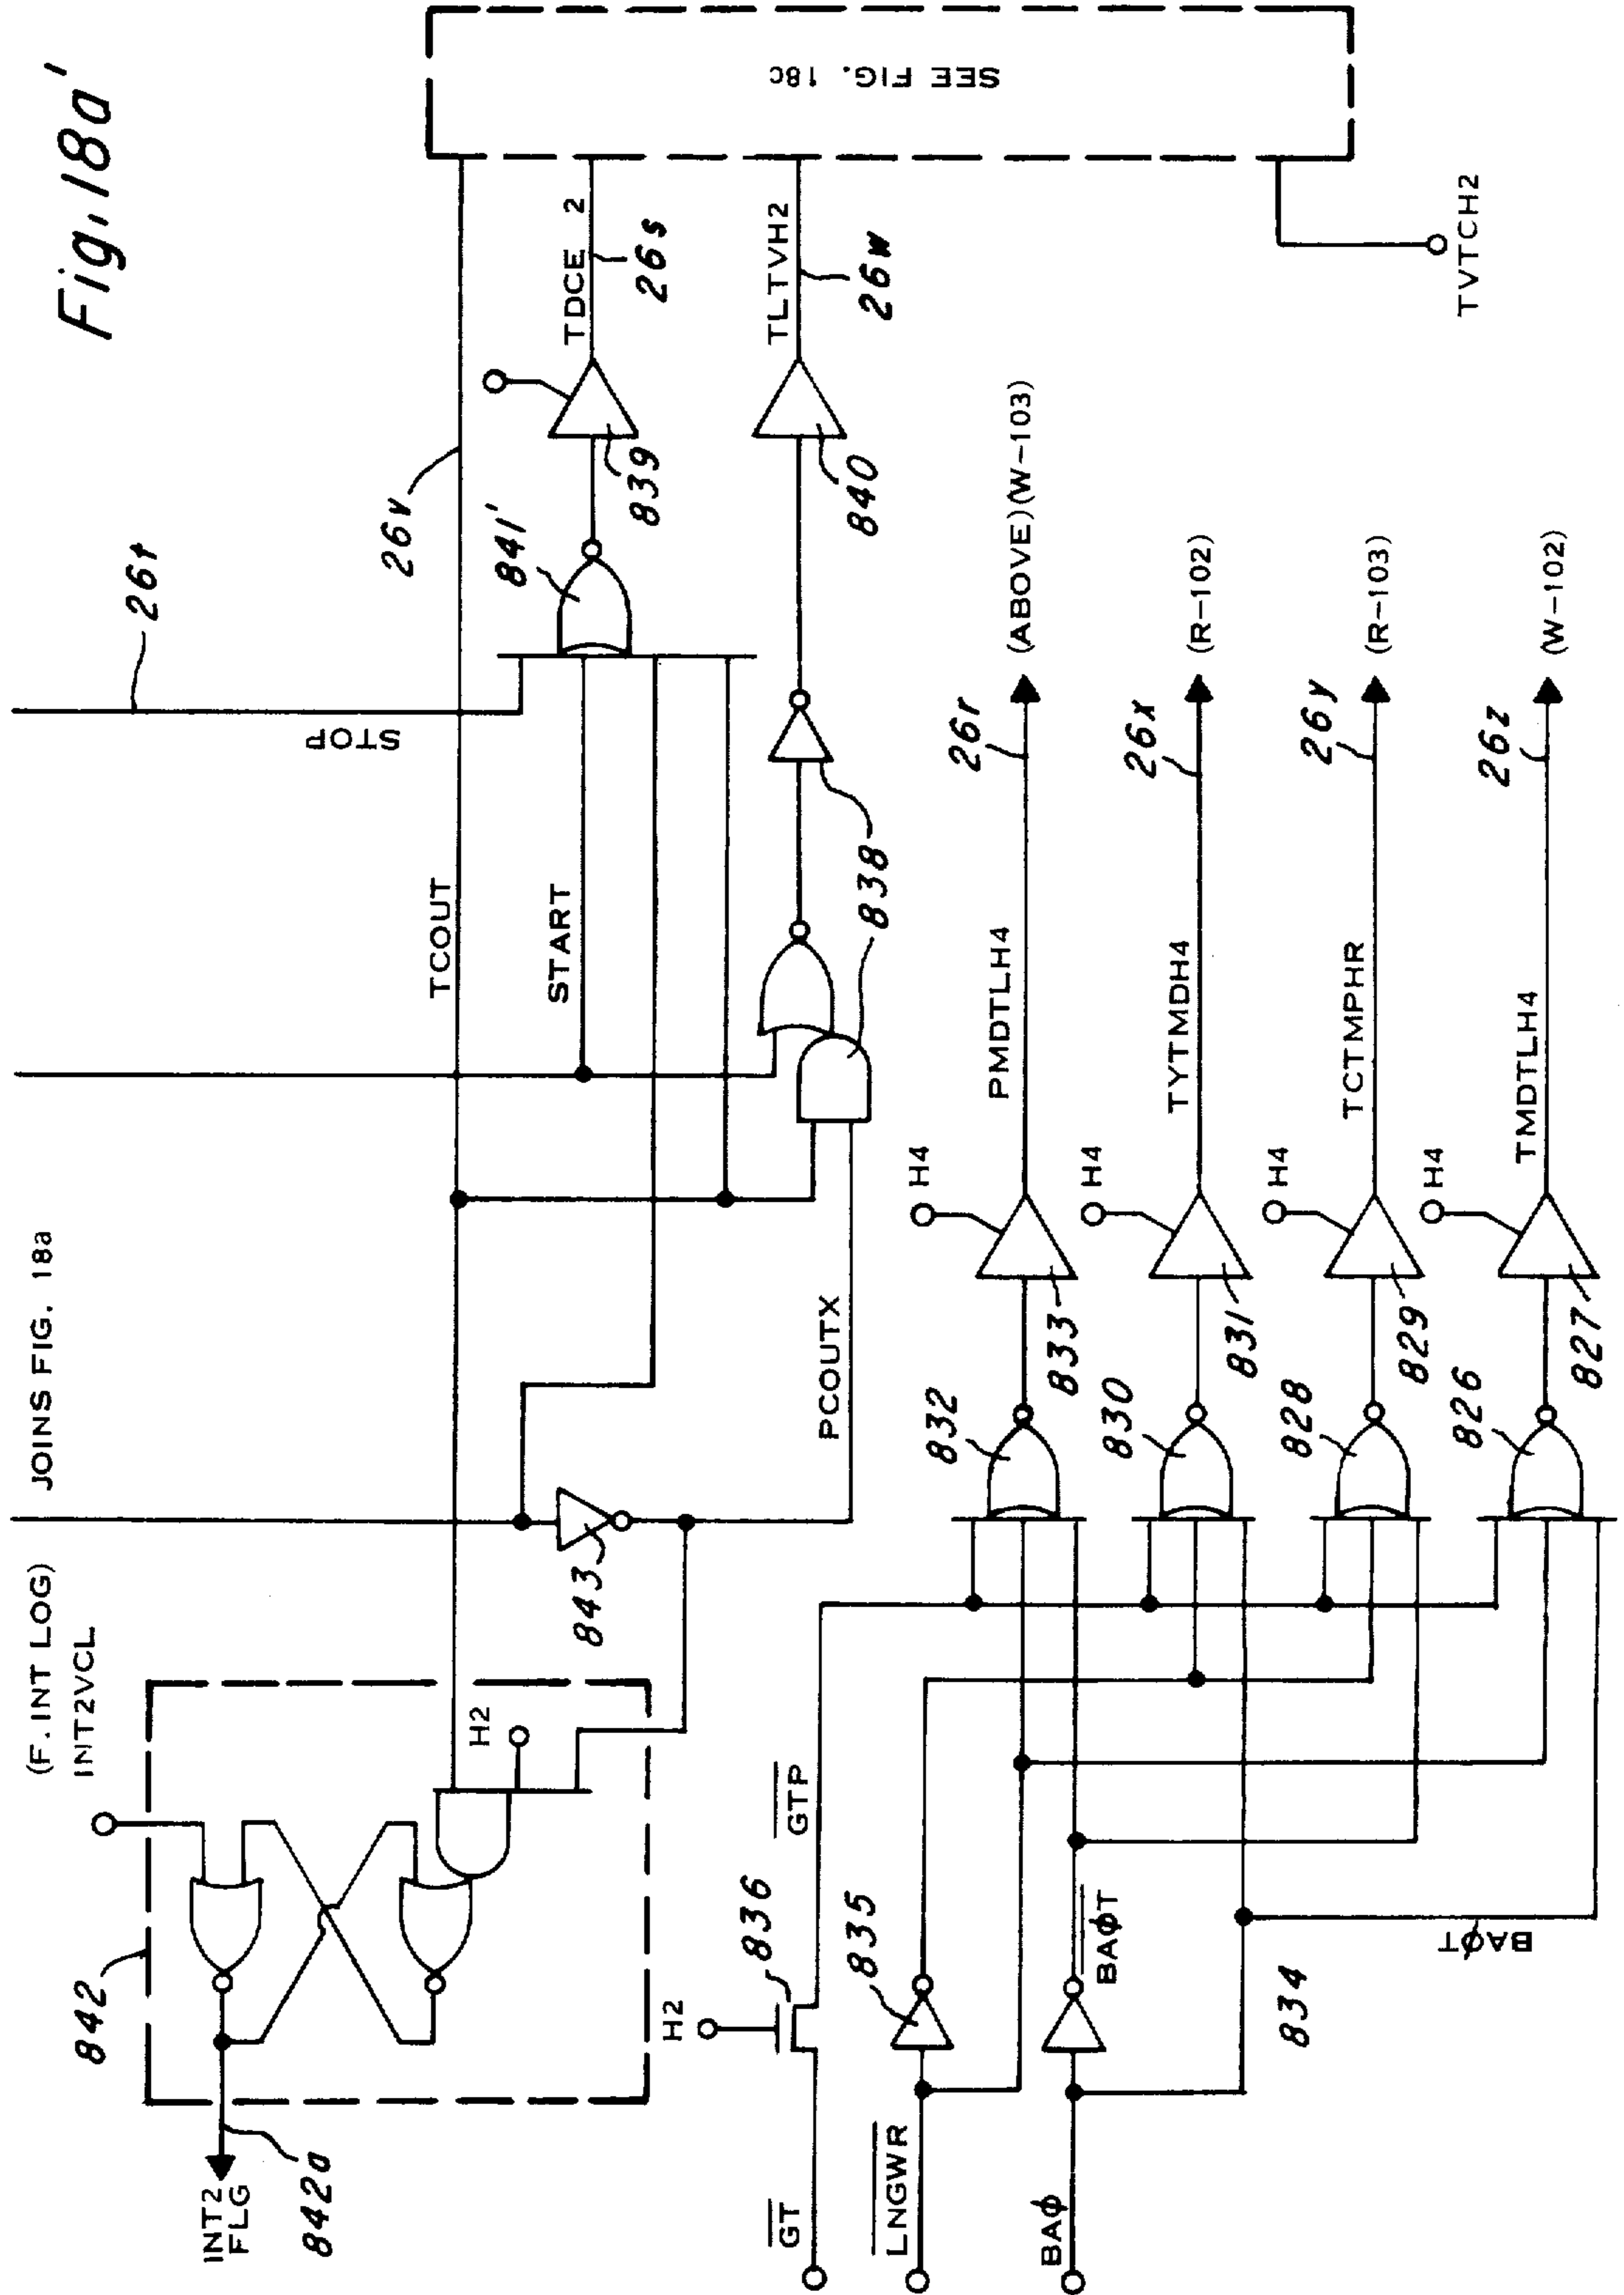 Fig. 18a'
JOINS FIG. 18a
(F. INT LOG)
INT2VCL
842
INT2
FLG
842a
H2
843
26t
STOP
26v
TCOUT
START
841'
839
TDCE 2
26s
SEE FIG. 18c
TLTVH2
26w
840
838
PCOUTX
TVTCH2
H2
836
GT
GTP
835
LNGWR
BAϕ
BAϕT
BAϕT
834
832
833
H4
PMDTLH4
26r
(ABOVE)(W-103)
830
831
H4
TYTMDH4
26x
(R-102)
828
829
H4
TCTMPHR
26y
(R-103)
826
827
H4
TMDTLH4
26z
(W-102)